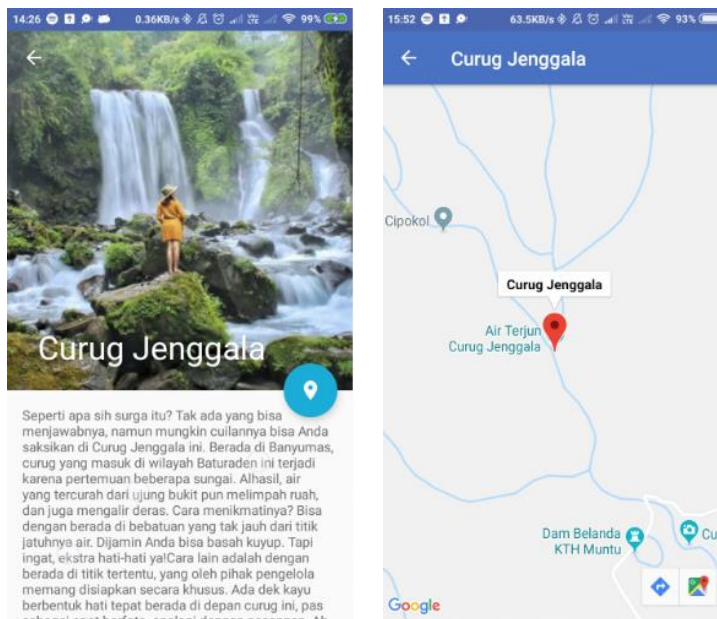 14:26 0.36KB/s 99%
Curug Jenggala
Seperti apa sih surga itu? Tak ada yang bisa
menjawabnya, namun mungkin cuilannya bisa Anda
saksikan di Curug Jenggala ini. Berada di Banyumas,
curug yang masuk di wilayah Baturaden ini terjadi
karena pertemuan beberapa sungai. Alhasil, air
yang tercurah dari ujung bukit pun melimpah ruah,
dan juga mengalir deras. Cara menikmatinya? Bisa
dengan berada di bebatuan yang tak jauh dari titik
jatuhnya air. Dijamin Anda bisa basah kuyup. Tapi
ingat, ekstra hati-hati ya!Cara lain adalah dengan
berada di titik tertentu, yang oleh pihak pengelola
memang disiapkan secara khusus. Ada dek kayu
berbentuk hati tepat berada di depan curug ini, pas
15:52 63.5KB/s 93%
Curug Jenggala
Cipokol
Curug Jenggala
Air Terjun
Curug Jenggala
Dam Belanda
KTH Muntu
Cu
Google